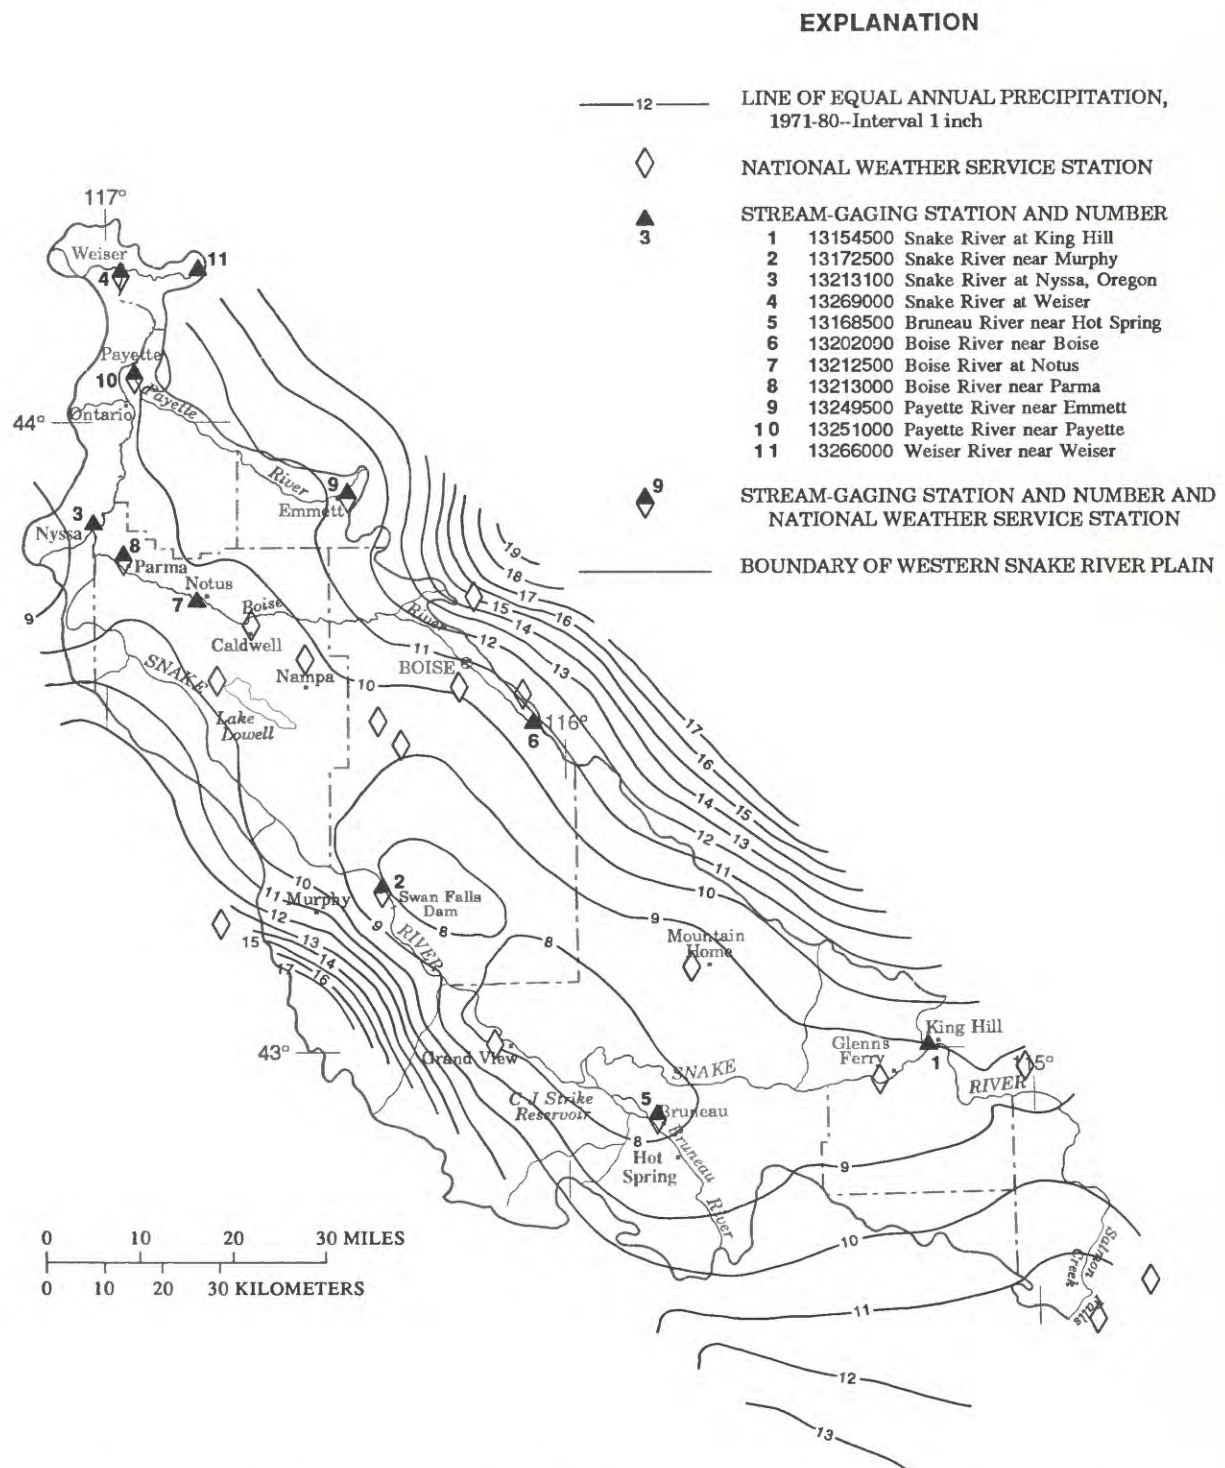 EXPLANATION
12
LINE OF EQUAL ANNUAL PRECIPITATION,
1971-80--Interval 1 inch
NATIONAL WEATHER SERVICE STATION
3
STREAM-GAGING STATION AND NUMBER
1 13154500 Snake River at King Hill
2 13172500 Snake River near Murphy
3 13213100 Snake River at Nyssa, Oregon
4 13269000 Snake River at Weiser
5 13168500 Bruneau River near Hot Spring
6 13202000 Boise River near Boise
7 13212500 Boise River at Notus
8 13213000 Boise River near Parma
9 13249500 Payette River near Emmett
10 13251000 Payette River near Payette
11 13266000 Weiser River near Weiser
9
STREAM-GAGING STATION AND NUMBER AND
NATIONAL WEATHER SERVICE STATION
BOUNDARY OF WESTERN SNAKE RIVER PLAIN
117°
Weiser
11
4
Payette
10
Payette
Ontario
44°
River
9
Emmett
3
Nyssa
8
Parma
Notus
7
Boise
River
Caldwell
9
SNAKE
Nampa
BOISE
Lake
Lowell
19
18
17
16
15
14
13
12
11
10
116°
6
17
16
15
14
13
12
13
11
10
9
2
Swan Falls
Dam
8
8
RIVER
Murphy
10
11
12
13
14
15
16
17
9
Mountain
Home
43°
Grand View
C J Strike
Reservoir
SNAKE
5
Bruneau
8
Hot
Spring
Bruneau
River
King Hill
Glenns
Ferry
1
115°
RIVER
9
10
11
12
13
Salmon
Falls
Creek
0 10 20 30 MILES
0 10 20 30 KILOMETERS